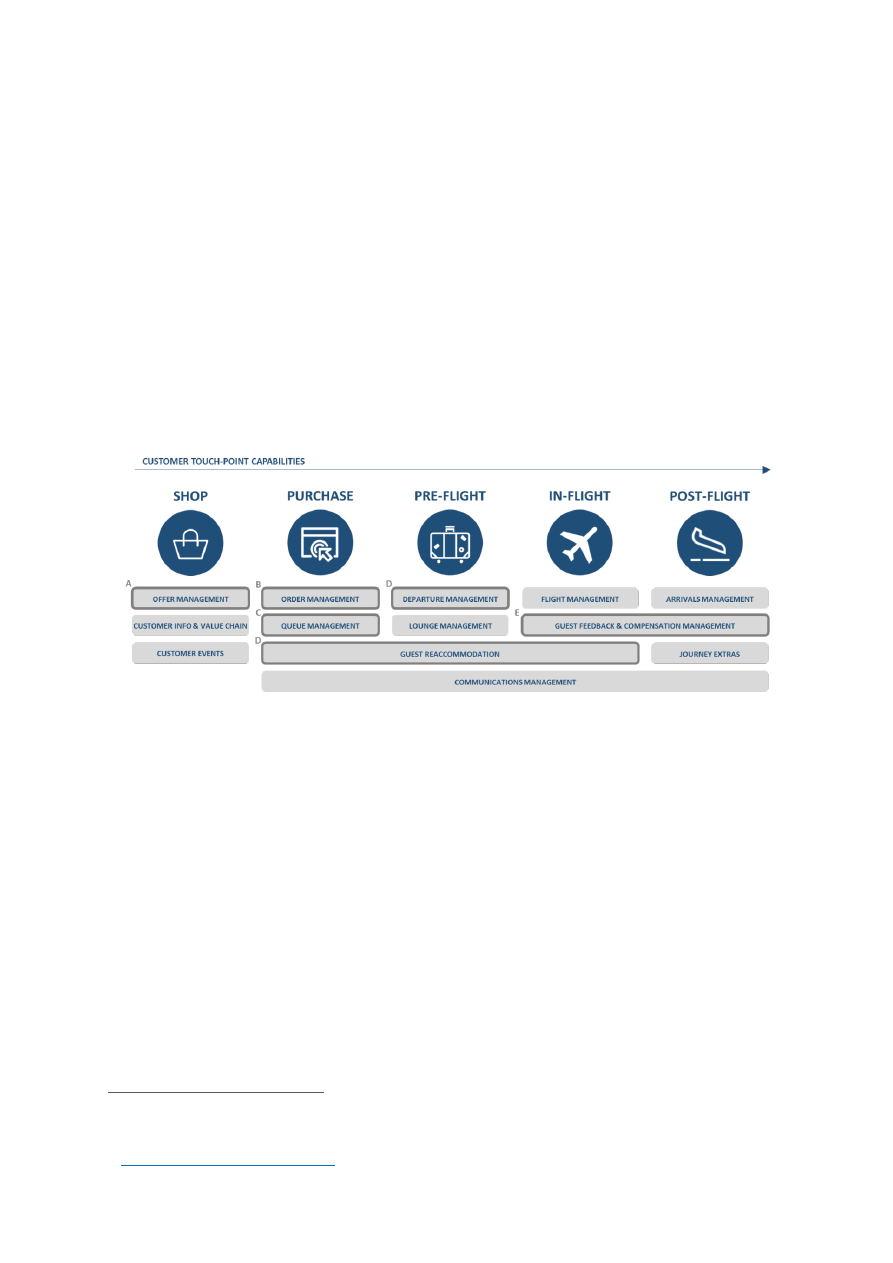 CUSTOMER TOUCH-POINT CAPABILITIES
SHOP PURCHASE PRE-FLIGHT IN-FLIGHT POST-FLIGHT
A B D
OFFER MANAGEMENT ORDER MANAGEMENT DEPARTURE MANAGEMENT FLIGHT MANAGEMENT ARRIVALS MANAGEMENT
C E
CUSTOMER INFO & VALUE CHAIN QUEUE MANAGEMENT LOUNGE MANAGEMENT GUEST FEEDBACK & COMPENSATION MANAGEMENT
D
CUSTOMER EVENTS GUEST REACCOMMODATION JOURNEY EXTRAS
COMMUNICATIONS MANAGEMENT